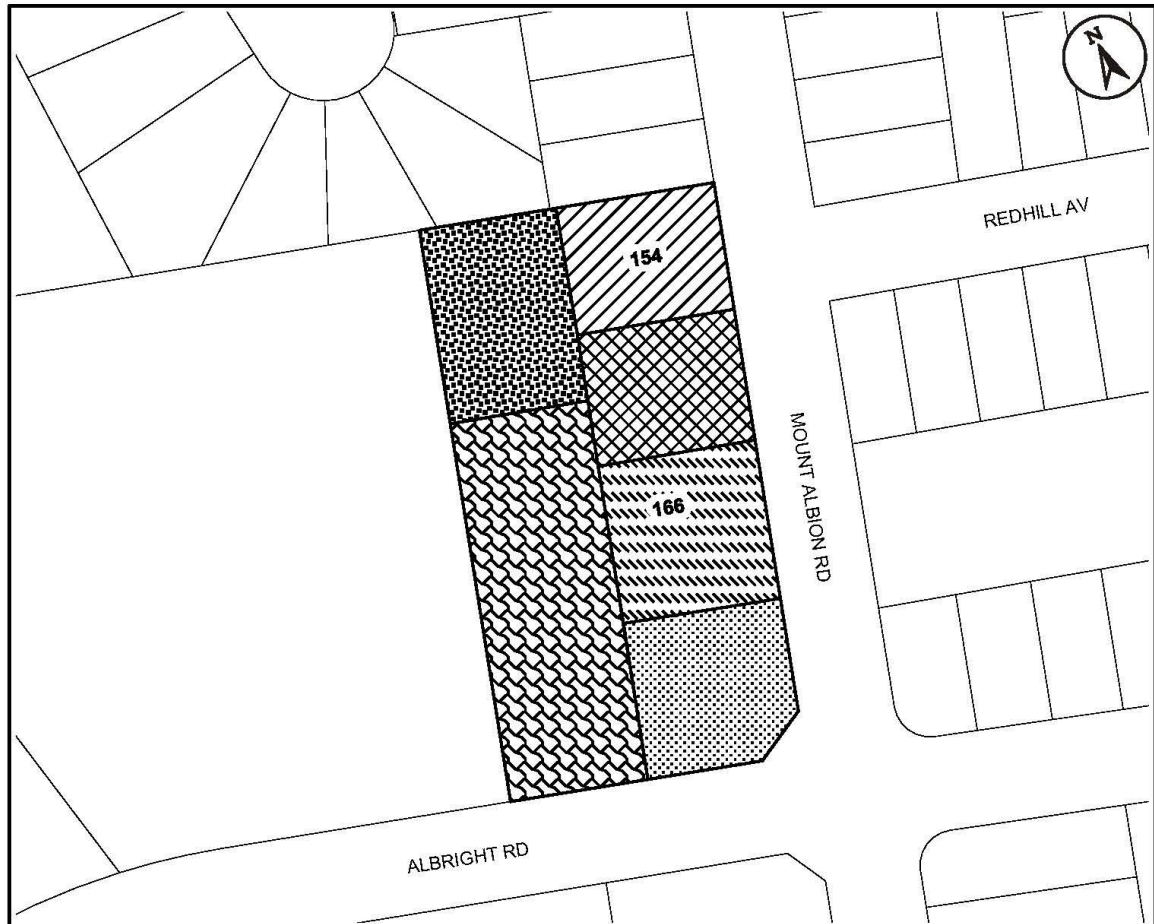 N
REDHILL AV
154
MOUNT ALBION RD
166
ALBRIGHT RD